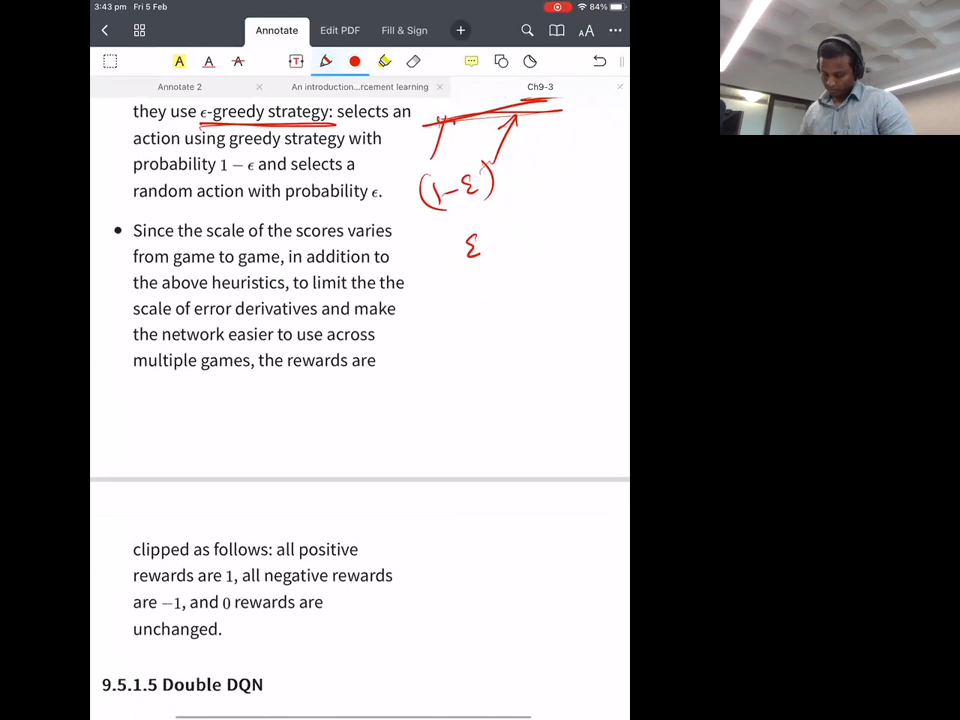 3:43 pm Fri 5 Feb
84%
Annotate
Edit PDF
Fill & Sign
AA
A A A T
Annotate 2
An introduction...rcement learning
Ch9-3
they use ϵ-greedy strategy: selects an
action using greedy strategy with
probability 1 − ϵ and selects a
random action with probability ϵ.
(1-ε)
ε
• Since the scale of the scores varies
from game to game, in addition to
the above heuristics, to limit the the
scale of error derivatives and make
the network easier to use across
multiple games, the rewards are
clipped as follows: all positive
rewards are 1, all negative rewards
are −1, and 0 rewards are
unchanged.
9.5.1.5 Double DQN